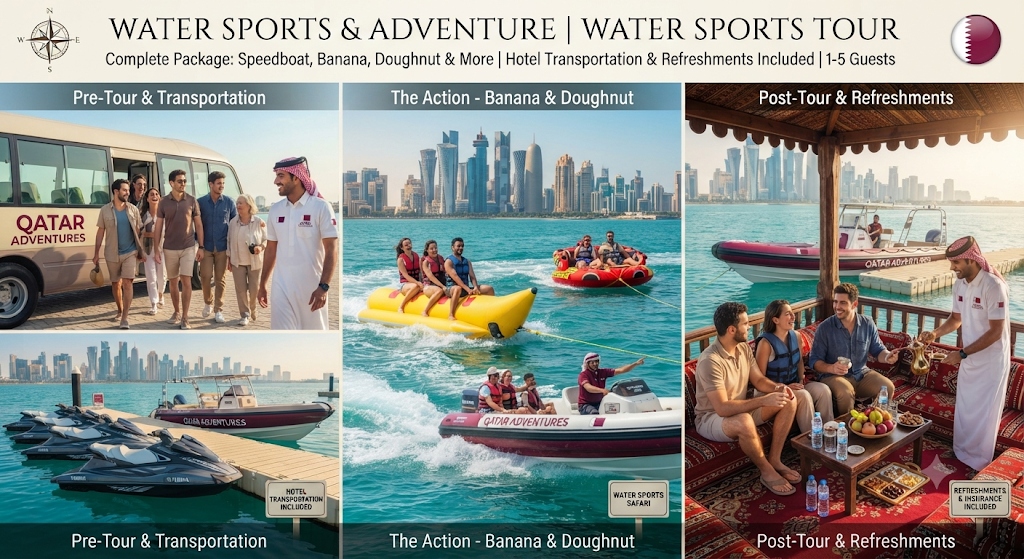 N
W E
S
WATER SPORTS & ADVENTURE | WATER SPORTS TOUR
Complete Package: Speedboat, Banana, Doughnut & More | Hotel Transportation & Refreshments Included | 1-5 Guests
Pre-Tour & Transportation
QATAR
ADVENTURES
QATAR ADVENTURES
HOTEL
TRANSPORTATION
INCLUDED
Pre-Tour & Transportation
The Action - Banana & Doughnut
QATAR ADVENTURES
WATER SPORTS
SAFARI
The Action - Banana & Doughnut
Post-Tour & Refreshments
QATAR ADVENTURES
REFRESHMENTS
& INSIRANCE
INCLUDED
Post-Tour & Refreshments